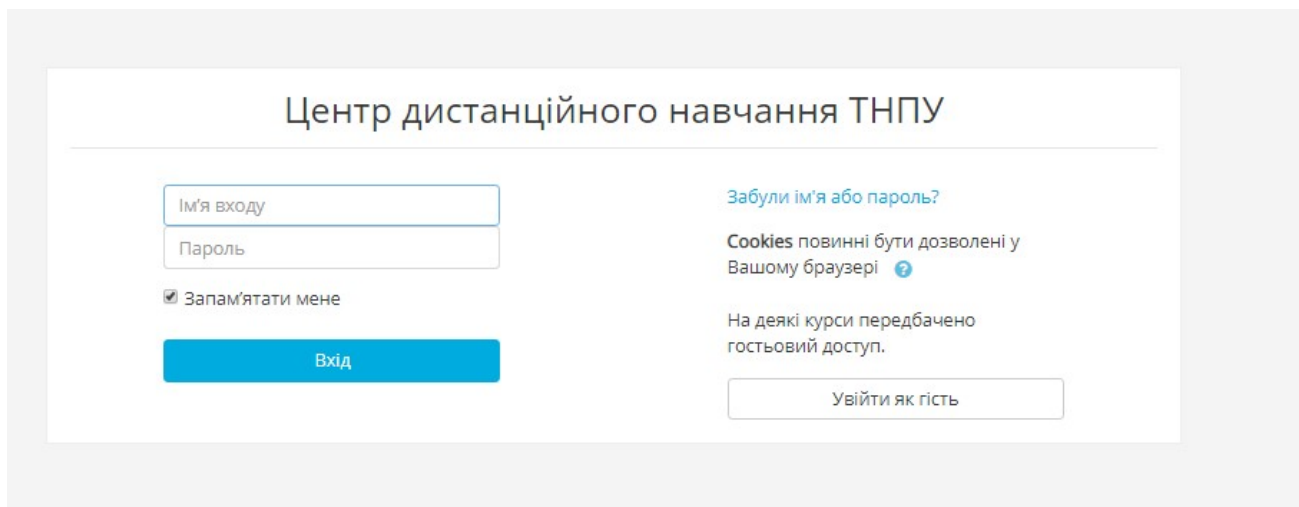 Центр дистанційного навчання ТНПУ
Ім'я входу
Пароль
Запам'ятати мене
Вхід
Забули ім'я або пароль?
Cookies повинні бути дозволені у
Вашому браузері
На деякі курси передбачено
гостьовий доступ.
Увійти як гість